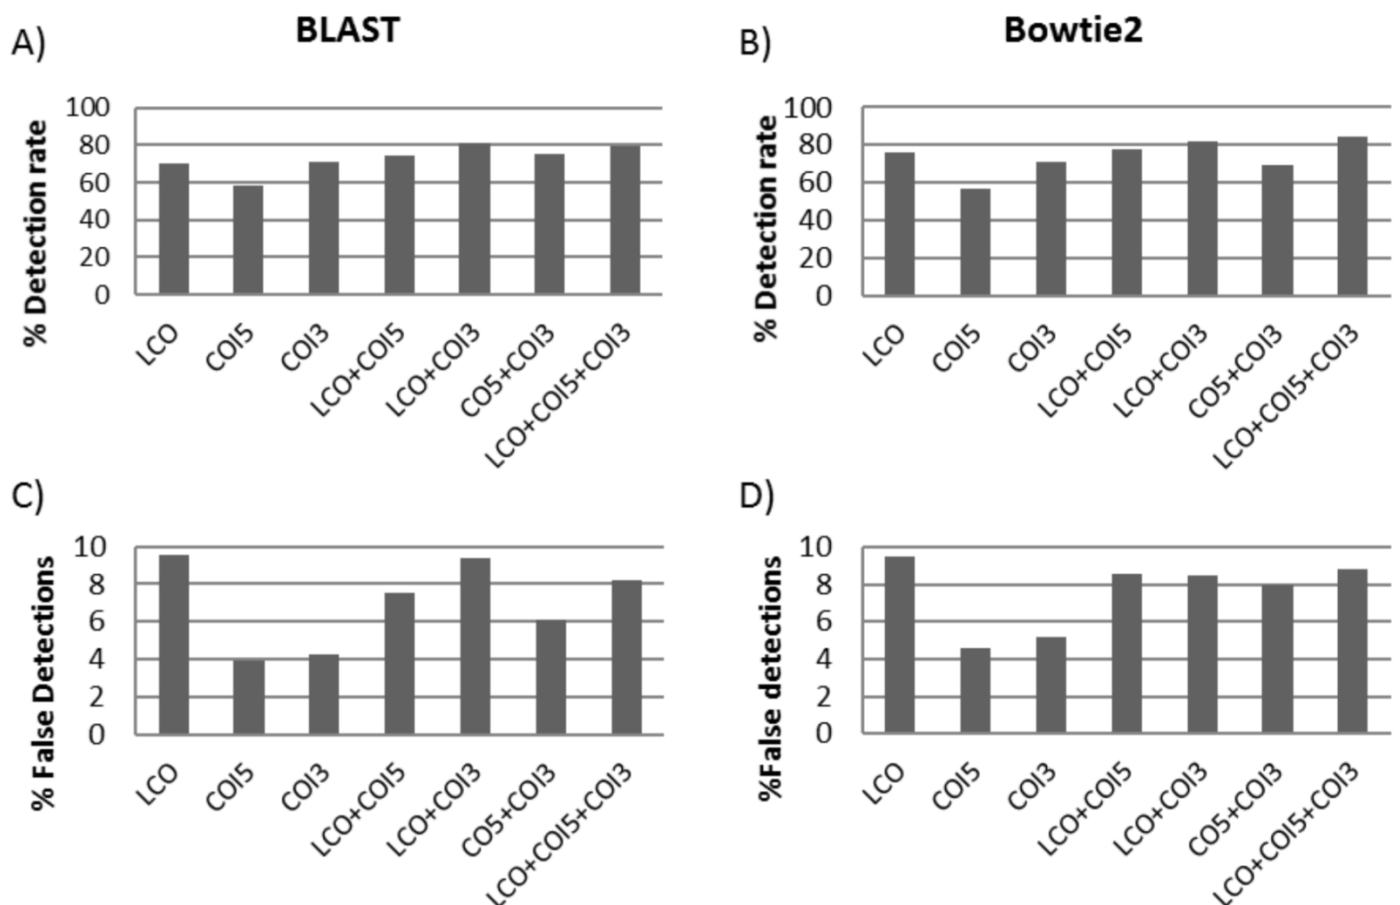 A)
BLAST
% Detection rate
100
80
60
40
20
0
LCO
COI5
COI3
LCO+COI5
LCO+COI3
CO5+COI3
LCO+COI5+COI3
B)
Bowtie2
% Detection rate
100
80
60
40
20
0
LCO
COI5
COI3
LCO+COI5
LCO+COI3
CO5+COI3
LCO+COI5+COI3
C)
% False Detections
10
8
6
4
2
0
LCO
COI5
COI3
LCO+COI5
LCO+COI3
CO5+COI3
LCO+COI5+COI3
D)
%False detections
10
8
6
4
2
0
LCO
COI5
COI3
LCO+COI5
LCO+COI3
CO5+COI3
LCO+COI5+COI3